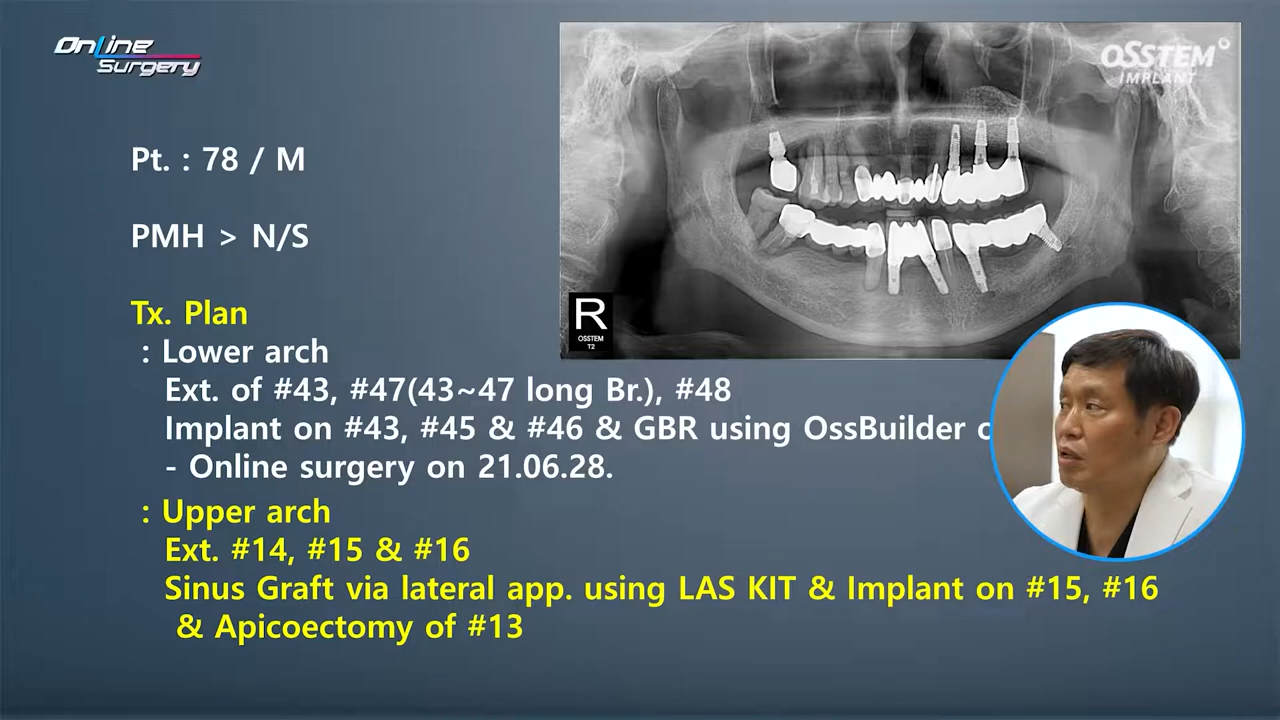 OnLine
Surgery
OSSTEM
IMPLANT
Pt. : 78 / M
PMH > N/S
R
OSSTEM
T2
Tx. Plan
: Lower arch
Ext. of #43, #47(43~47 long Br.), #48
Implant on #43, #45 & #46 & GBR using OssBuilder
- Online surgery on 21.06.28.
: Upper arch
Ext. #14, #15 & #16
Sinus Graft via lateral app. using LAS KIT & Implant on #15, #16
& Apicoectomy of #13